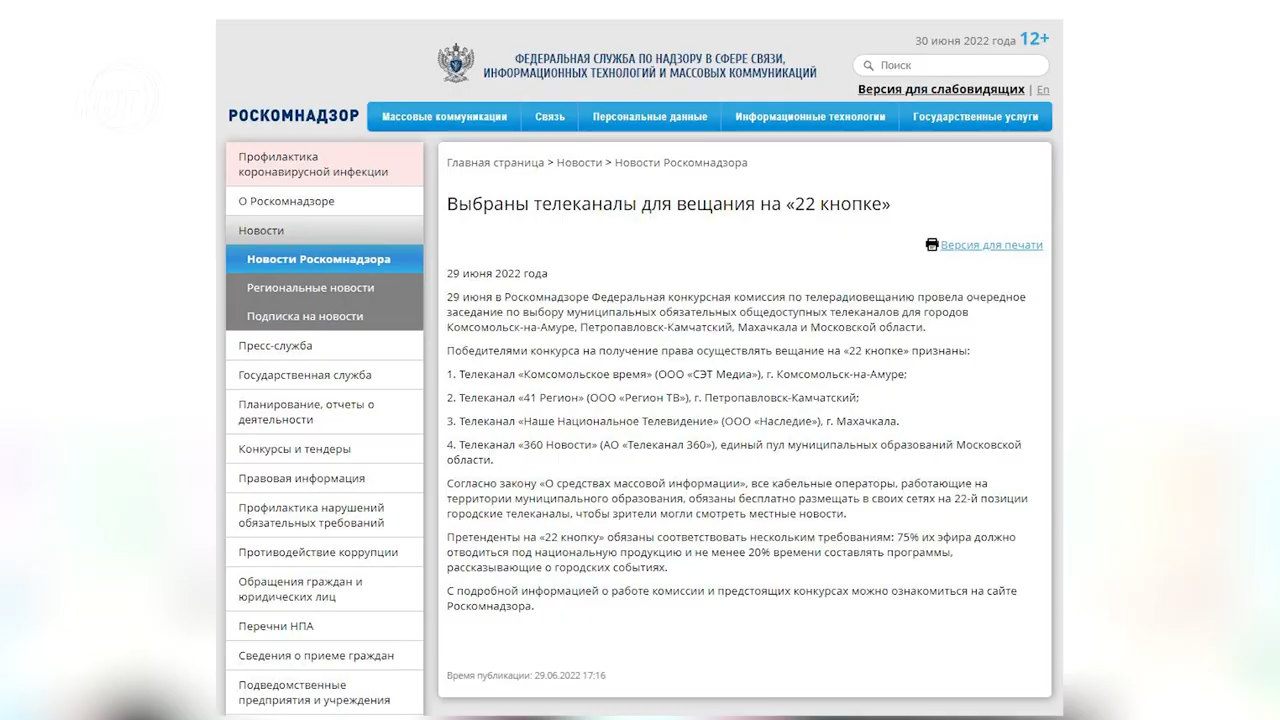 30 июня 2022 года 12+
ФЕДЕРАЛЬНАЯ СЛУЖБА ПО НАДЗОРУ В СФЕРЕ СВЯЗИ,
ИНФОРМАЦИОННЫХ ТЕХНОЛОГИЙ И МАССОВЫХ КОММУНИКАЦИЙ
Поиск
Версия для слабовидящих | En
РОСКОМНАДЗОР
Массовые коммуникации
Связь
Персональные данные
Информационные технологии
Государственные услуги
Профилактика
коронавирусной инфекции
О Роскомнадзоре
Новости
Новости Роскомнадзора
Региональные новости
Подписка на новости
Пресс-служба
Государственная служба
Планирование, отчеты о
деятельности
Конкурсы и тендеры
Правовая информация
Профилактика нарушений
обязательных требований
Противодействие коррупции
Обращения граждан и
юридических лиц
Перечни НПА
Сведения о приеме граждан
Подведомственные
предприятия и учреждения
Главная страница > Новости > Новости Роскомнадзора
Выбраны телеканалы для вещания на «22 кнопке»
Версия для печати
29 июня 2022 года
29 июня в Роскомнадзоре Федеральная конкурсная комиссия по телерадиовещанию провела очередное
заседание по выбору муниципальных обязательных общедоступных телеканалов для городов
Комсомольск-на-Амуре, Петропавловск-Камчатский, Махачкала и Московской области.
Победителями конкурса на получение права осуществлять вещание на «22 кнопке» признаны:
1. Телеканал «Комсомольское время» (ООО «СЭТ Медиа»), г. Комсомольск-на-Амуре;
2. Телеканал «41 Регион» (ООО «Регион ТВ»), г. Петропавловск-Камчатский;
3. Телеканал «Наше Национальное Телевидение» (ООО «Наследие»), г. Махачкала.
4. Телеканал «360 Новости» (АО «Телеканал 360»), единый пул муниципальных образований Московской
области.
Согласно закону «О средствах массовой информации», все кабельные операторы, работающие на
территории муниципального образования, обязаны бесплатно размещать в своих сетях на 22-й позиции
городские телеканалы, чтобы зрители могли смотреть местные новости.
Претенденты на «22 кнопку» обязаны соответствовать нескольким требованиям: 75% их эфира должно
отводиться под национальную продукцию и не менее 20% времени составлять программы,
рассказывающие о городских событиях.
С подробной информацией о работе комиссии и предстоящих конкурсах можно ознакомиться на сайте
Роскомнадзора.
Время публикации: 29.06.2022 17:16